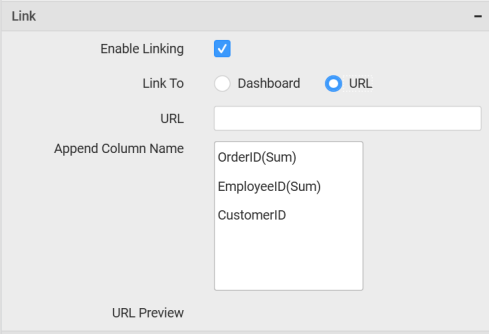 Link
Enable Linking
Link To Dashboard URL
URL
Append Column Name
OrderID(Sum)
EmployeeID(Sum)
CustomerID
URL Preview